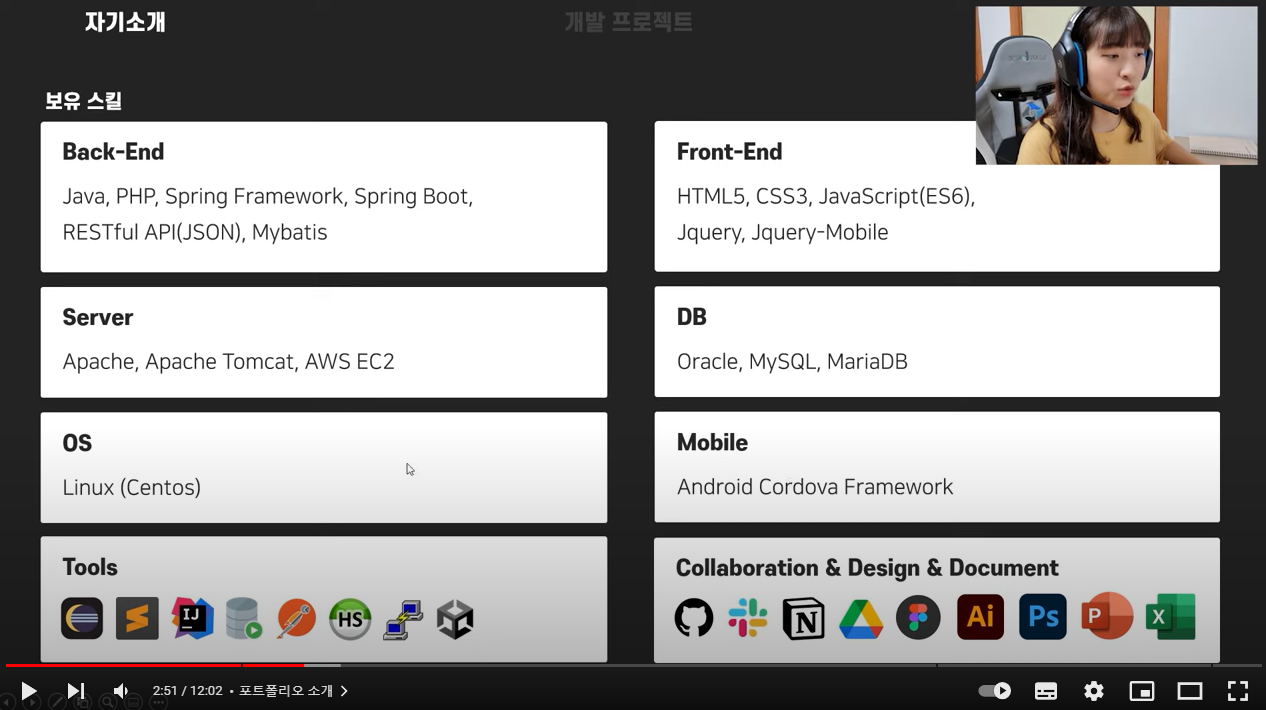 자기소개
개발 프로젝트
보유 스킬
Back-End
Java, PHP, Spring Framework, Spring Boot,
RESTful API(JSON), Mybatis
Front-End
HTML5, CSS3, JavaScript(ES6),
Jquery, Jquery-Mobile
Server
Apache, Apache Tomcat, AWS EC2
DB
Oracle, MySQL, MariaDB
OS
Linux (Centos)
Mobile
Android Cordova Framework
Tools
IJ
HS
Collaboration & Design & Document
N
Ai
Ps
P
X
2:51 / 12:02 • 포트폴리오 소개